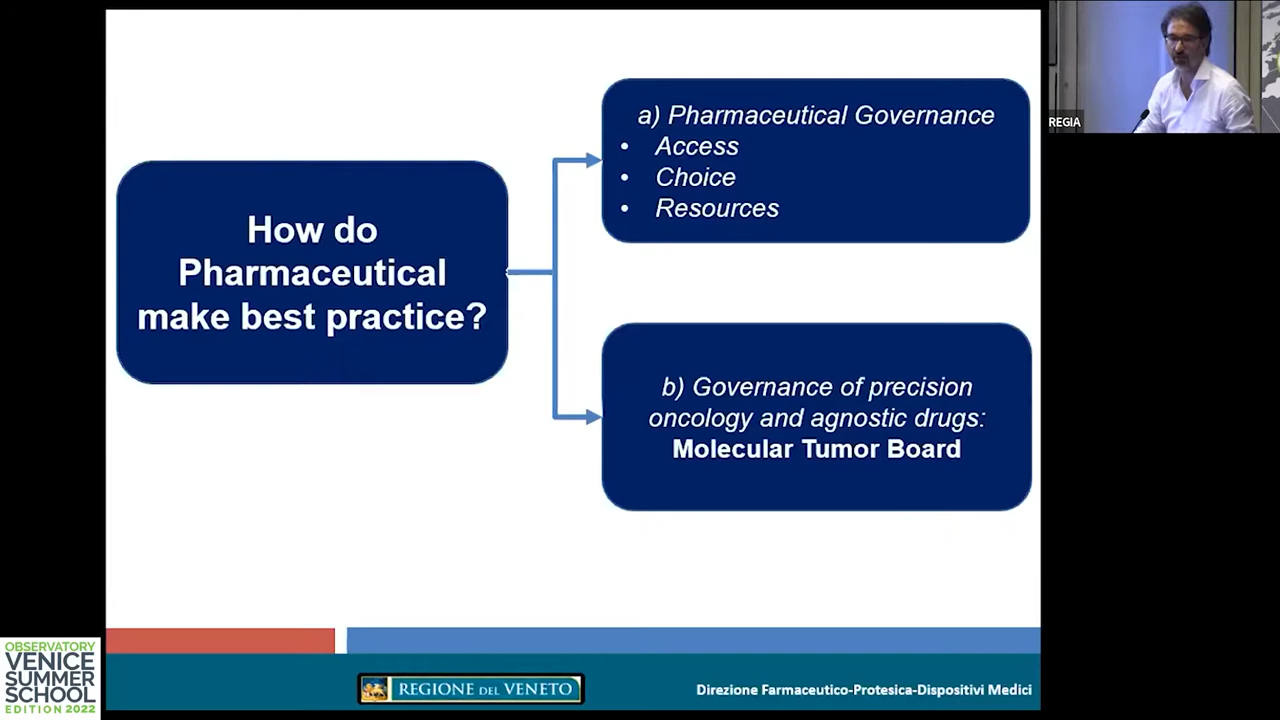 How do
Pharmaceutical
make best practice?
a) Pharmaceutical Governance
• Access
• Choice
• Resources
b) Governance of precision
oncology and agnostic drugs:
Molecular Tumor Board
REGIA
OBSERVATORY
VENICE
SUMMER
SCHOOL
EDITION 2022
REGIONE DEL VENETO
Direzione Farmaceutico-Protesica-Dispositivi Medici